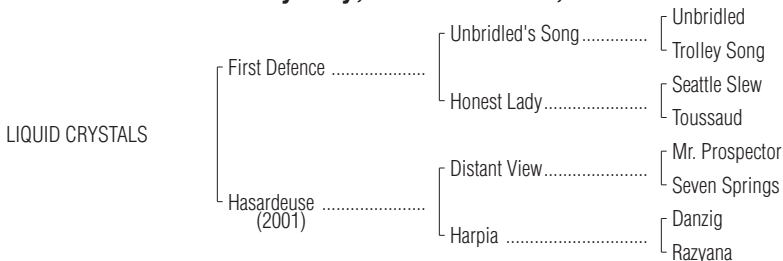 Unbridled
Unbridled's Song .............
Trolley Song
First Defence ...................
Seattle Slew
Honest Lady .....................
Toussaud
LIQUID CRYSTALS
Mr. Prospector
Distant View .....................
Seven Springs
Hasardeuse .....................
(2001)
Danzig
Harpia .............................
Razyana